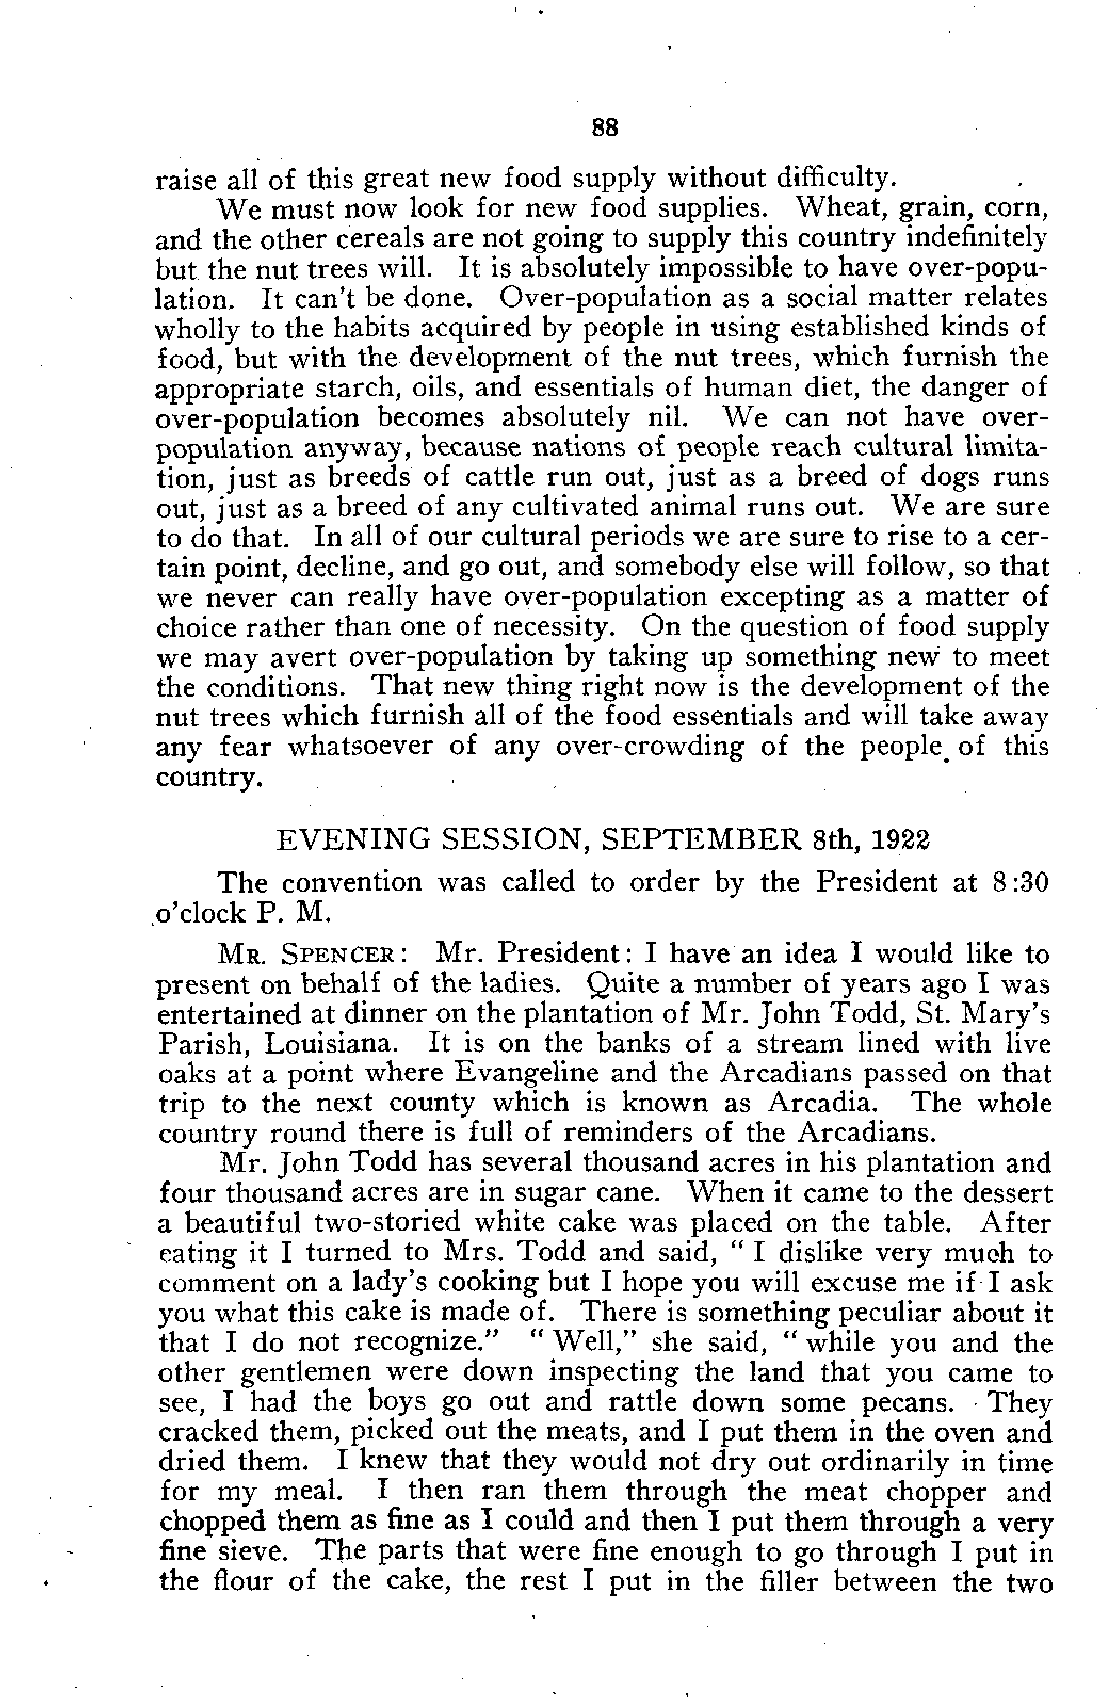 88
raise all of this great new food supply without difficulty.
We must now look for new food supplies. Wheat, grain, corn,
and the other cereals are not going to supply this country indefinitely
but the nut trees will. It is absolutely impossible to have over-popu-
lation. It can't be done. Over-population as a social matter relates
wholly to the habits acquired by people in using established kinds of
food, but with the development of the nut trees, which furnish the
appropriate starch, oils, and essentials of human diet, the danger of
over-population becomes absolutely nil. We can not have over-
population anyway, because nations of people reach cultural limita-
tion, just as breeds of cattle run out, just as a breed of dogs runs
out, just as a breed of any cultivated animal runs out. We are sure
to do that. In all of our cultural periods we are sure to rise to a cer-
tain point, decline, and go out, and somebody else will follow, so that
we never can really have over-population excepting as a matter of
choice rather than one of necessity. On the question of food supply
we may avert over-population by taking up something new to meet
the conditions. That new thing right now is the development of the
nut trees which furnish all of the food essentials and will take away
any fear whatsoever of any over-crowding of the people of this
country.
EVENING SESSION, SEPTEMBER 8th, 1922
The convention was called to order by the President at 8:30
o'clock P. M.
MR. SPENCER: Mr. President: I have an idea I would like to
present on behalf of the ladies. Quite a number of years ago I was
entertained at dinner on the plantation of Mr. John Todd, St. Mary's
Parish, Louisiana. It is on the banks of a stream lined with live
oaks at a point where Evangeline and the Arcadians passed on that
trip to the next county which is known as Arcadia. The whole
country round there is full of reminders of the Arcadians.
Mr. John Todd has several thousand acres in his plantation and
four thousand acres are in sugar cane. When it came to the dessert
a beautiful two-storied white cake was placed on the table. After
eating it I turned to Mrs. Todd and said, " I dislike very much to
comment on a lady's cooking but I hope you will excuse me if I ask
you what this cake is made of. There is something peculiar about it
that I do not recognize." " Well," she said, " while you and the
other gentlemen were down inspecting the land that you came to
see, I had the boys go out and rattle down some pecans. They
cracked them, picked out the meats, and I put them in the oven and
dried them. I knew that they would not dry out ordinarily in time
for my meal. I then ran them through the meat chopper and
chopped them as fine as I could and then I put them through a very
fine sieve. The parts that were fine enough to go through I put in
the flour of the cake, the rest I put in the filler between the two